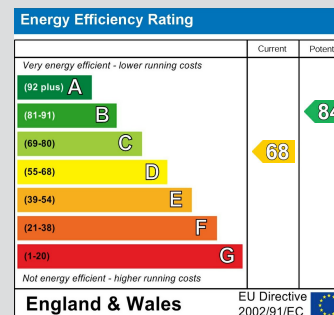 Energy Efficiency Rating
Current Potent
Very energy efficient - lower running costs
(92 plus) A
(81-91) B 84
(69-80) C
68
(55-68) D
(39-54) E
(21-38) F
(1-20) G
Not energy efficient - higher running costs
England & Wales
EU Directive
2002/91/EC